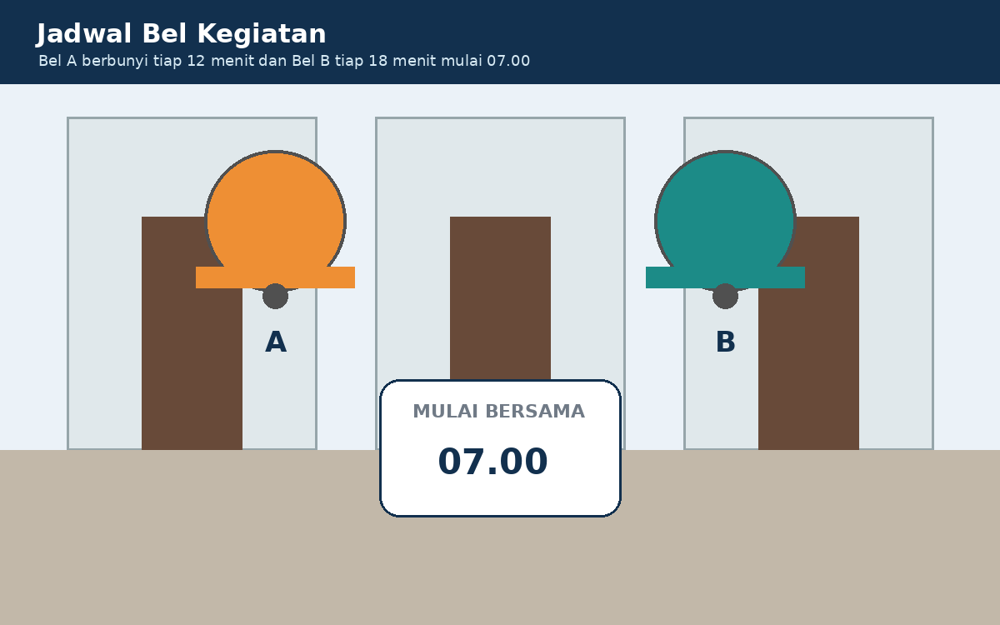 Jadwal Bel Kegiatan
Bel A berbunyi tiap 12 menit dan Bel B tiap 18 menit mulai 07.00
A
B
MULAI BERSAMA
07.00